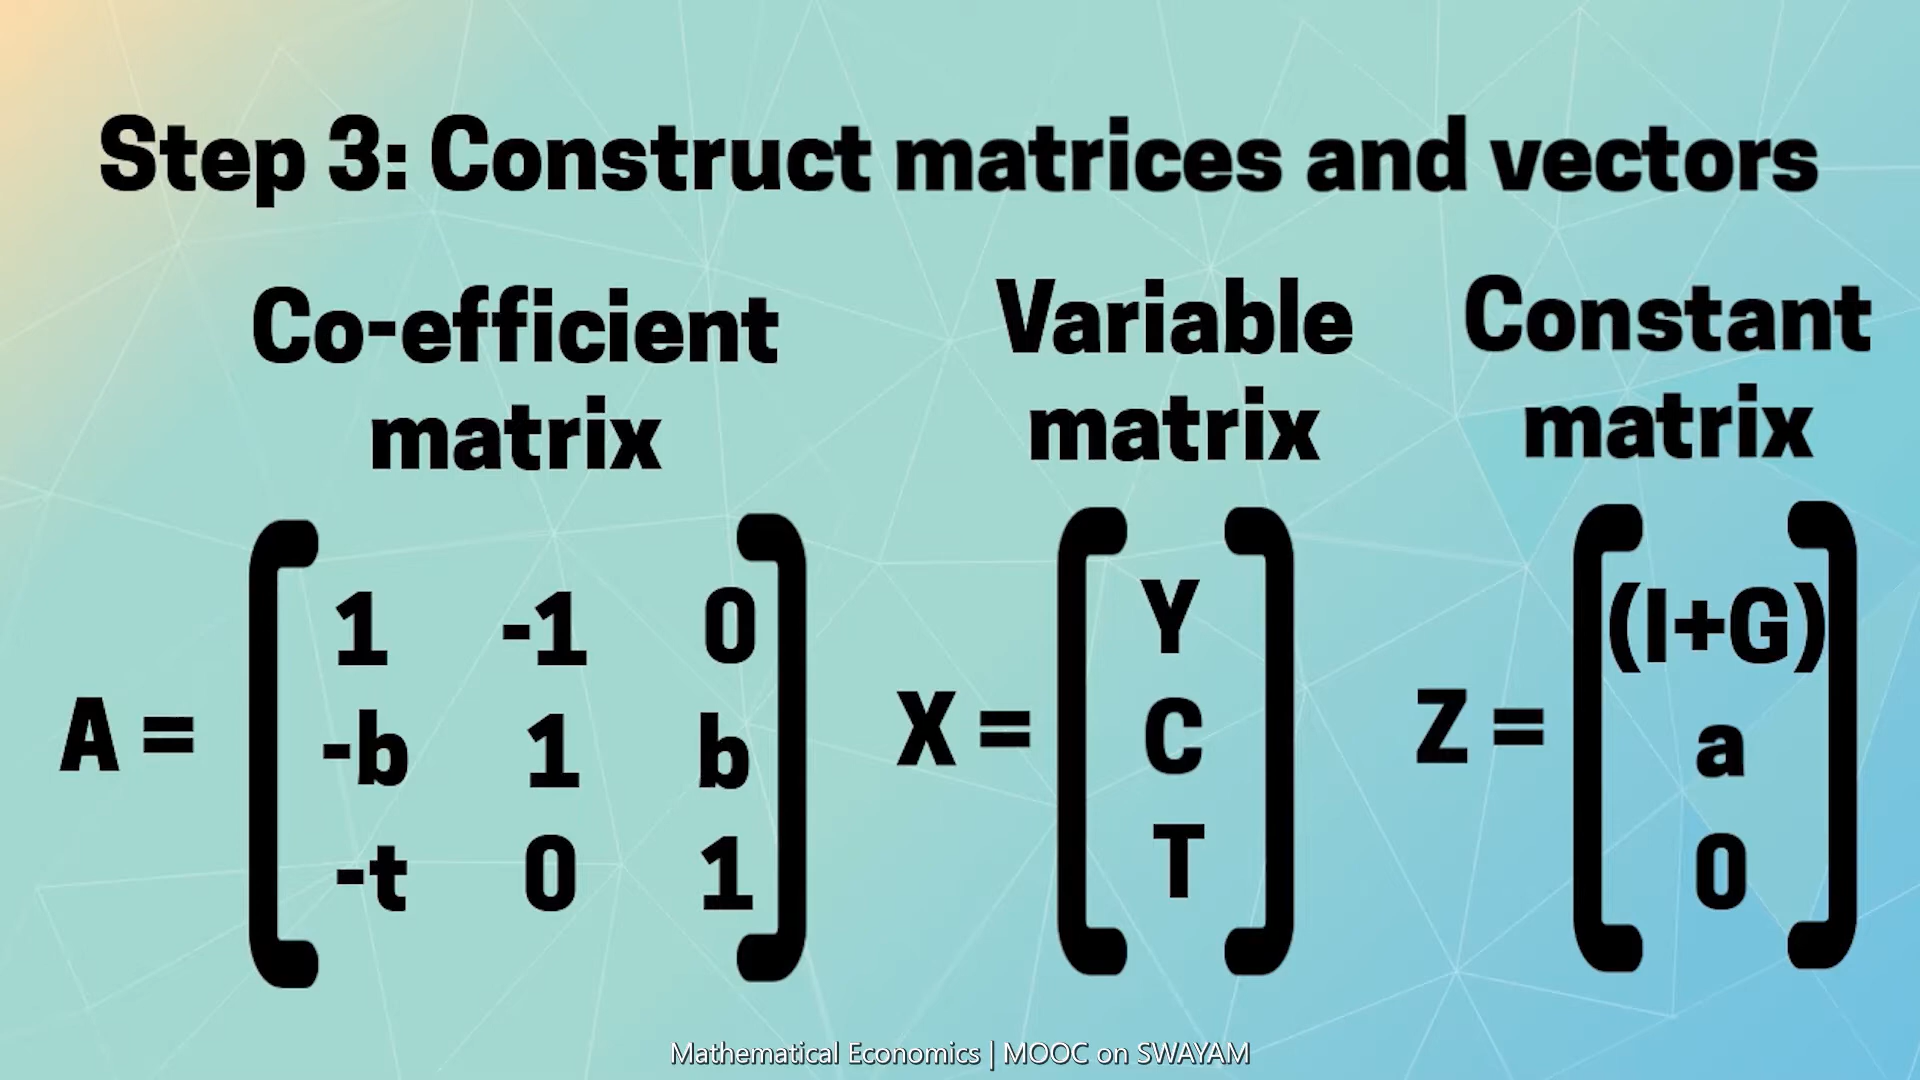 Step 3: Construct matrices and vectors
Co-efficient
matrix
Variable
matrix
Constant
matrix
A =
1 -1 0
-b 1 b
-t 0 1
X =
Y
C
T
Z =
(I+G)
a
0
Mathematical Economics | MOOC on SWAYAM